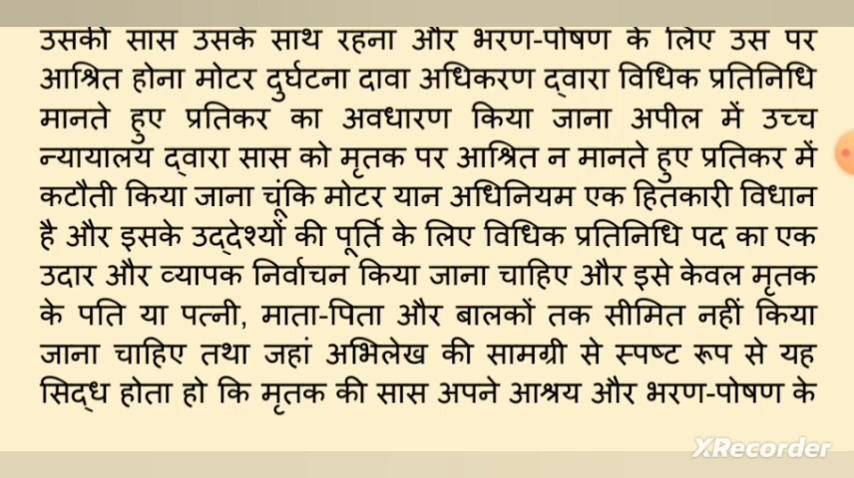 उसकी सास उसके साथ रहना और भरण-पोषण के लिए उस पर
आश्रित होना मोटर दुर्घटना दावा अधिकरण द्वारा विधिक प्रतिनिधि
मानते हुए प्रतिकर का अवधारण किया जाना अपील में उच्च
न्यायालय द्वारा सास को मृतक पर आश्रित न मानते हुए प्रतिकर में
कटौती किया जाना चूंकि मोटर यान अधिनियम एक हितकारी विधान
है और इसके उद्देश्यों की पूर्ति के लिए विधिक प्रतिनिधि पद का एक
उदार और व्यापक निर्वाचन किया जाना चाहिए और इसे केवल मृतक
के पति या पत्नी, माता-पिता और बालकों तक सीमित नहीं किया
जाना चाहिए तथा जहां अभिलेख की सामग्री से स्पष्ट रूप से यह
सिद्ध होता हो कि मृतक की सास अपने आश्रय और भरण-पोषण के
XRecorder